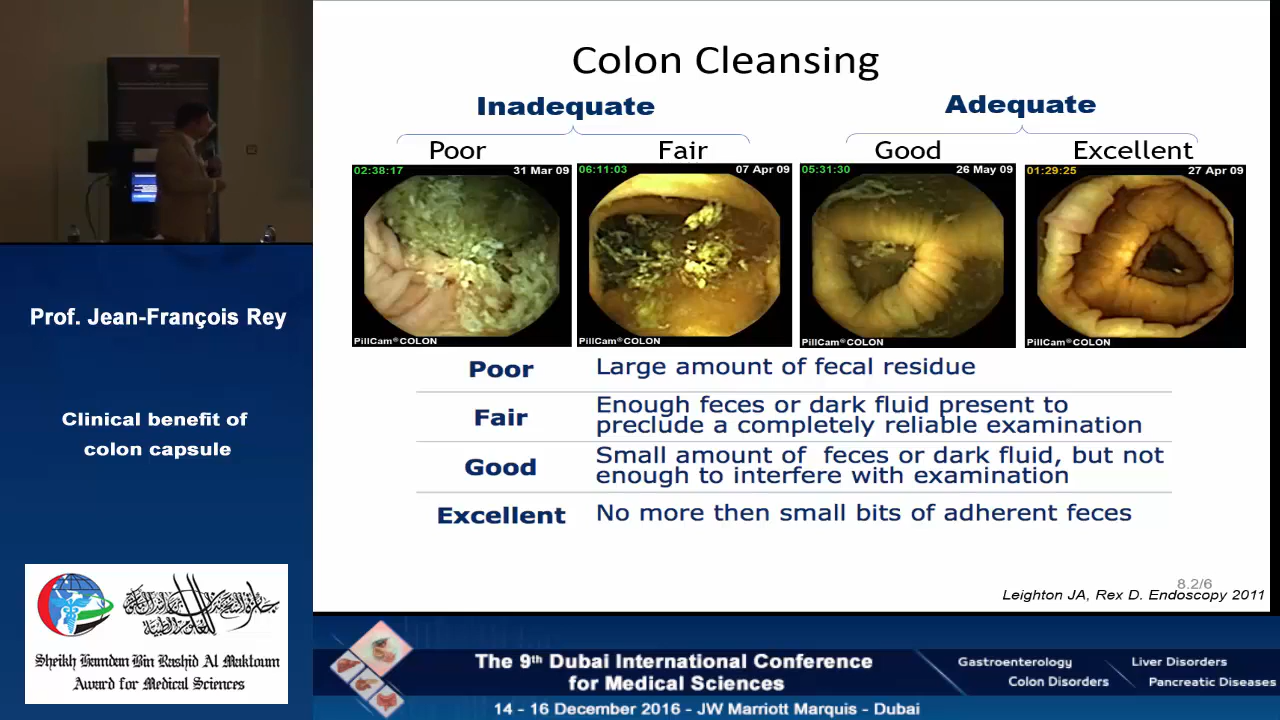 Colon Cleansing
Inadequate
Adequate
Poor
Fair
Good
Excellent
02:38:17
31 Mar 09
06:11:03
07 Apr 09
05:31:30
26 May 09
01:29:25
27 Apr 09
PillCam®COLON
PillCam®COLON
PillCam®COLON
PillCam®COLON
Poor
Large amount of fecal residue
Fair
Enough feces or dark fluid present to
preclude a completely reliable examination
Good
Small amount of feces or dark fluid, but not
enough to interfere with examination
Excellent
No more then small bits of adherent feces
8.2/6
Leighton JA, Rex D. Endoscopy 2011
Prof. Jean-François Rey
Clinical benefit of
colon capsule
Sheikh Hamdan Bin Rashid Al Maktoum
Award for Medical Sciences
The 9th Dubai International Conference
for Medical Sciences
14 - 16 December 2016 - JW Marriott Marquis - Dubai
Gastroenterology
Liver Disorders
Colon Disorders
Pancreatic Diseases